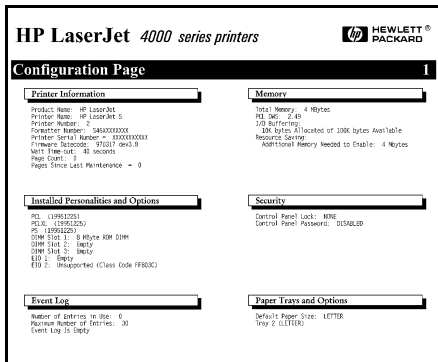 HP LaserJet 4000 series printers
hp HEWLETT® PACKARD
Configuration Page 1
Printer Information
Product Name: HP LaserJet
Printer Name: HP LaserJet 5
Printer Number: 2
Formatter Number: S46XXXXXXX
Printer Serial Number = XXXXXXXXXX
Firmware Datecode: 970317 dev3.8
Wait Time-out: 40 seconds
Page Count: 0
Pages Since Last Maintenance = 0
Memory
Total Memory: 4 MBytes
PCL DWS: 2.49
I/O Buffering:
10K bytes Allocated of 100K bytes Available
Resource Saving:
Additional Memory Needed to Enable: 4 Mbytes
Installed Personalities and Options
PCL (19951225)
PCLXL (19951225)
PS (19951225)
DIMM Slot 1: 8 MByte ROM DIMM
DIMM Slot 2: Empty
DIMM Slot 3: Empty
EIO 1: Empty
EIO 2: Unsupported (Class Code FF803C)
Security
Control Panel Lock: NONE
Control Panel Password: DISABLED
Event Log
Number of Entries in Use: 0
Maximum Number of Entries: 30
Event Log Is Empty
Paper Trays and Options
Default Paper Size: LETTER
Tray 2 (LETTER)